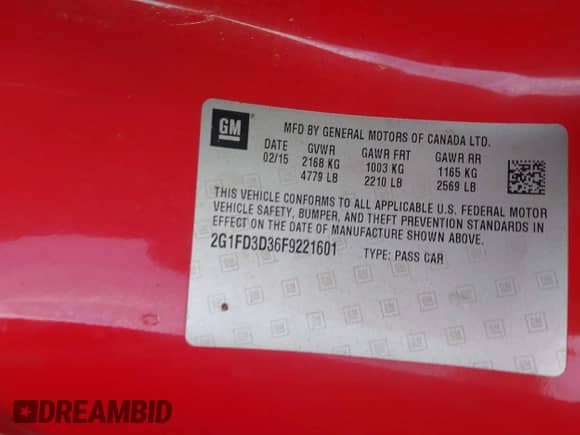 GM
MFD BY GENERAL MOTORS OF CANADA LTD.
DATE GVWR GAWR FRT GAWR RR
02/15 2168 KG 1003 KG 1165 KG
4779 LB 2210 LB 2569 LB
THIS VEHICLE CONFORMS TO ALL APPLICABLE U.S. FEDERAL MOTOR
VEHICLE SAFETY, BUMPER, AND THEFT PREVENTION STANDARDS IN
EFFECT ON THE DATE OF MANUFACTURE SHOWN ABOVE.
2G1FD3D36F9221601 TYPE: PASS CAR
DREAMBID